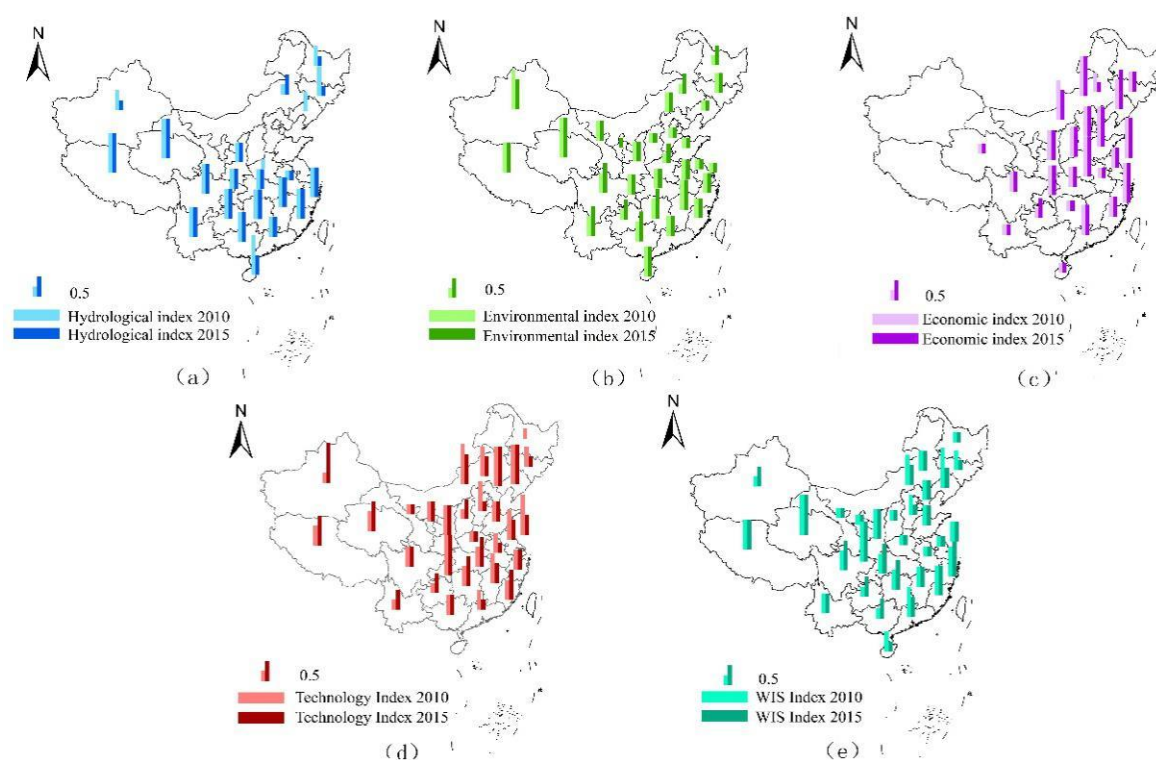 N
0.5
Hydrological index 2010
Hydrological index 2015
(a)
N
0.5
Environmental index 2010
Environmental index 2015
(b)
N
0.5
Economic index 2010
Economic index 2015
(c)
N
0.5
Technology Index 2010
Technology Index 2015
(d)
N
0.5
WIS Index 2010
WIS Index 2015
(e)